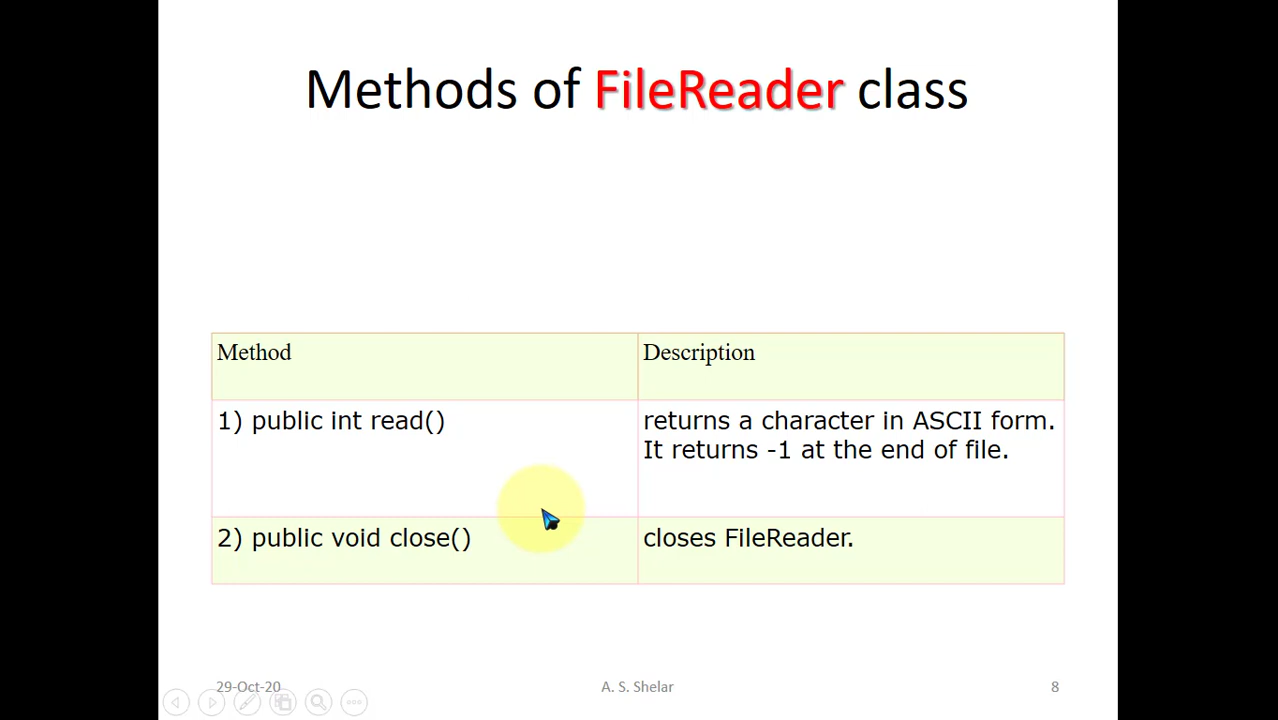 Methods of FileReader class
Method
Description
1) public int read()
returns a character in ASCII form.
It returns -1 at the end of file.
2) public void close()
closes FileReader.
29-Oct-20
A. S. Shelar
8